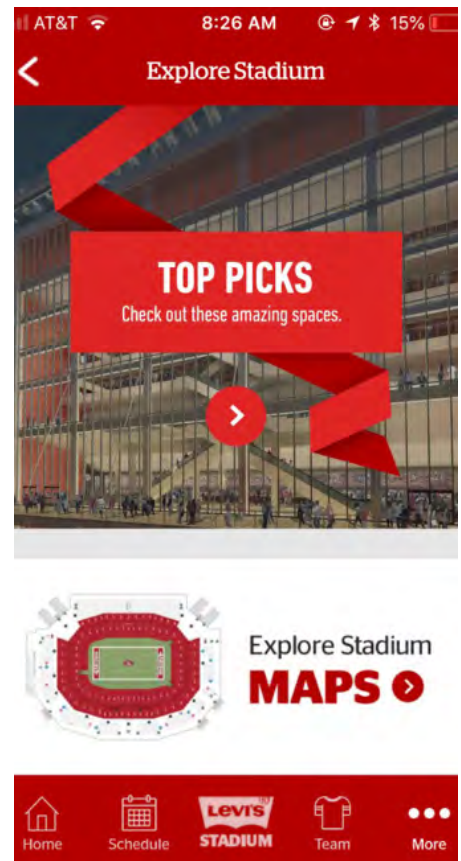 AT&T 8:26 AM 15%
Explore Stadium
TOP PICKS
Check out these amazing spaces.
Explore Stadium
MAPS
LEVI'S
Home Schedule STADIUM Team More